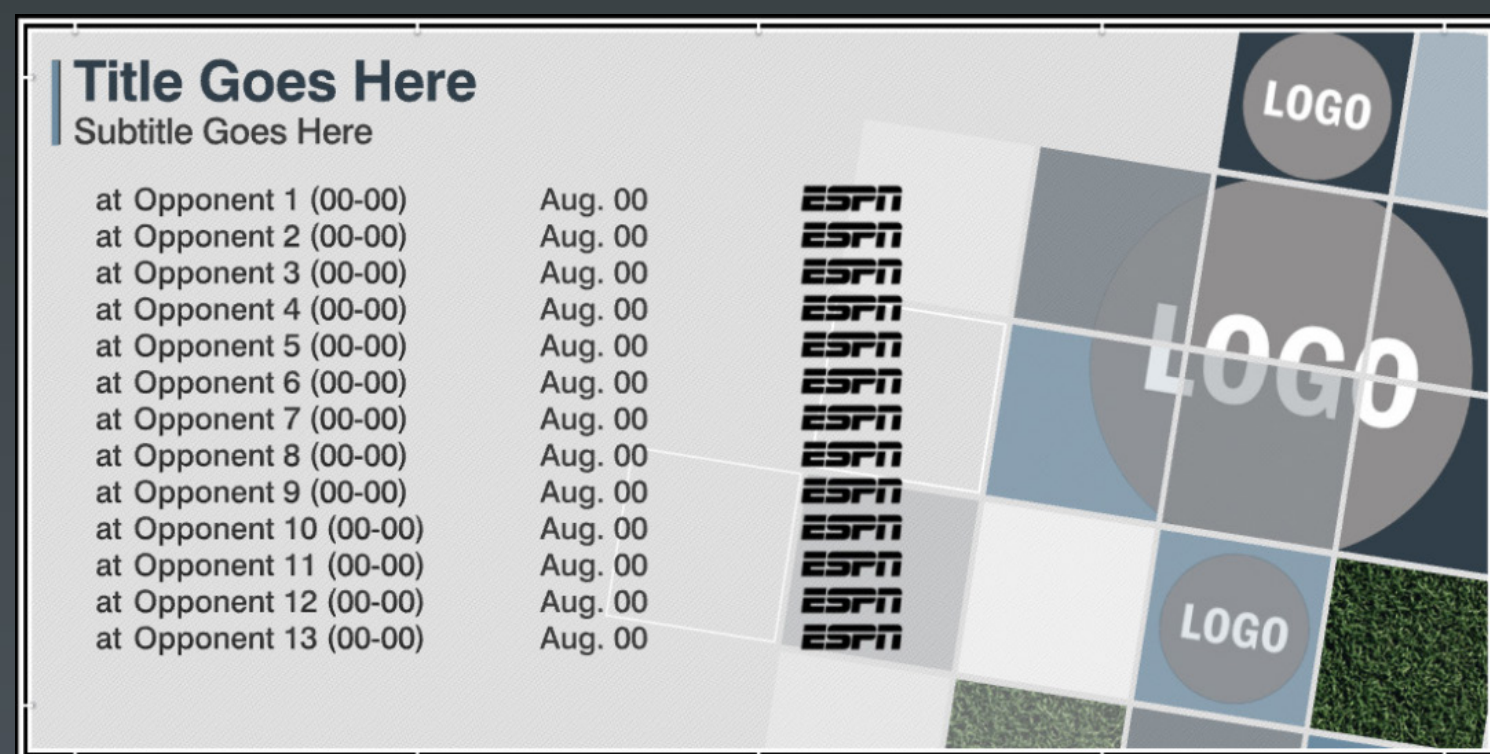 Title Goes Here
Subtitle Goes Here
at Opponent 1 (00-00) Aug. 00 ESPN
at Opponent 2 (00-00) Aug. 00 ESPN
at Opponent 3 (00-00) Aug. 00 ESPN
at Opponent 4 (00-00) Aug. 00 ESPN
at Opponent 5 (00-00) Aug. 00 ESPN
at Opponent 6 (00-00) Aug. 00 ESPN
at Opponent 7 (00-00) Aug. 00 ESPN
at Opponent 8 (00-00) Aug. 00 ESPN
at Opponent 9 (00-00) Aug. 00 ESPN
at Opponent 10 (00-00) Aug. 00 ESPN
at Opponent 11 (00-00) Aug. 00 ESPN
at Opponent 12 (00-00) Aug. 00 ESPN
at Opponent 13 (00-00) Aug. 00 ESPN
LOGO
LOGO
LOGO